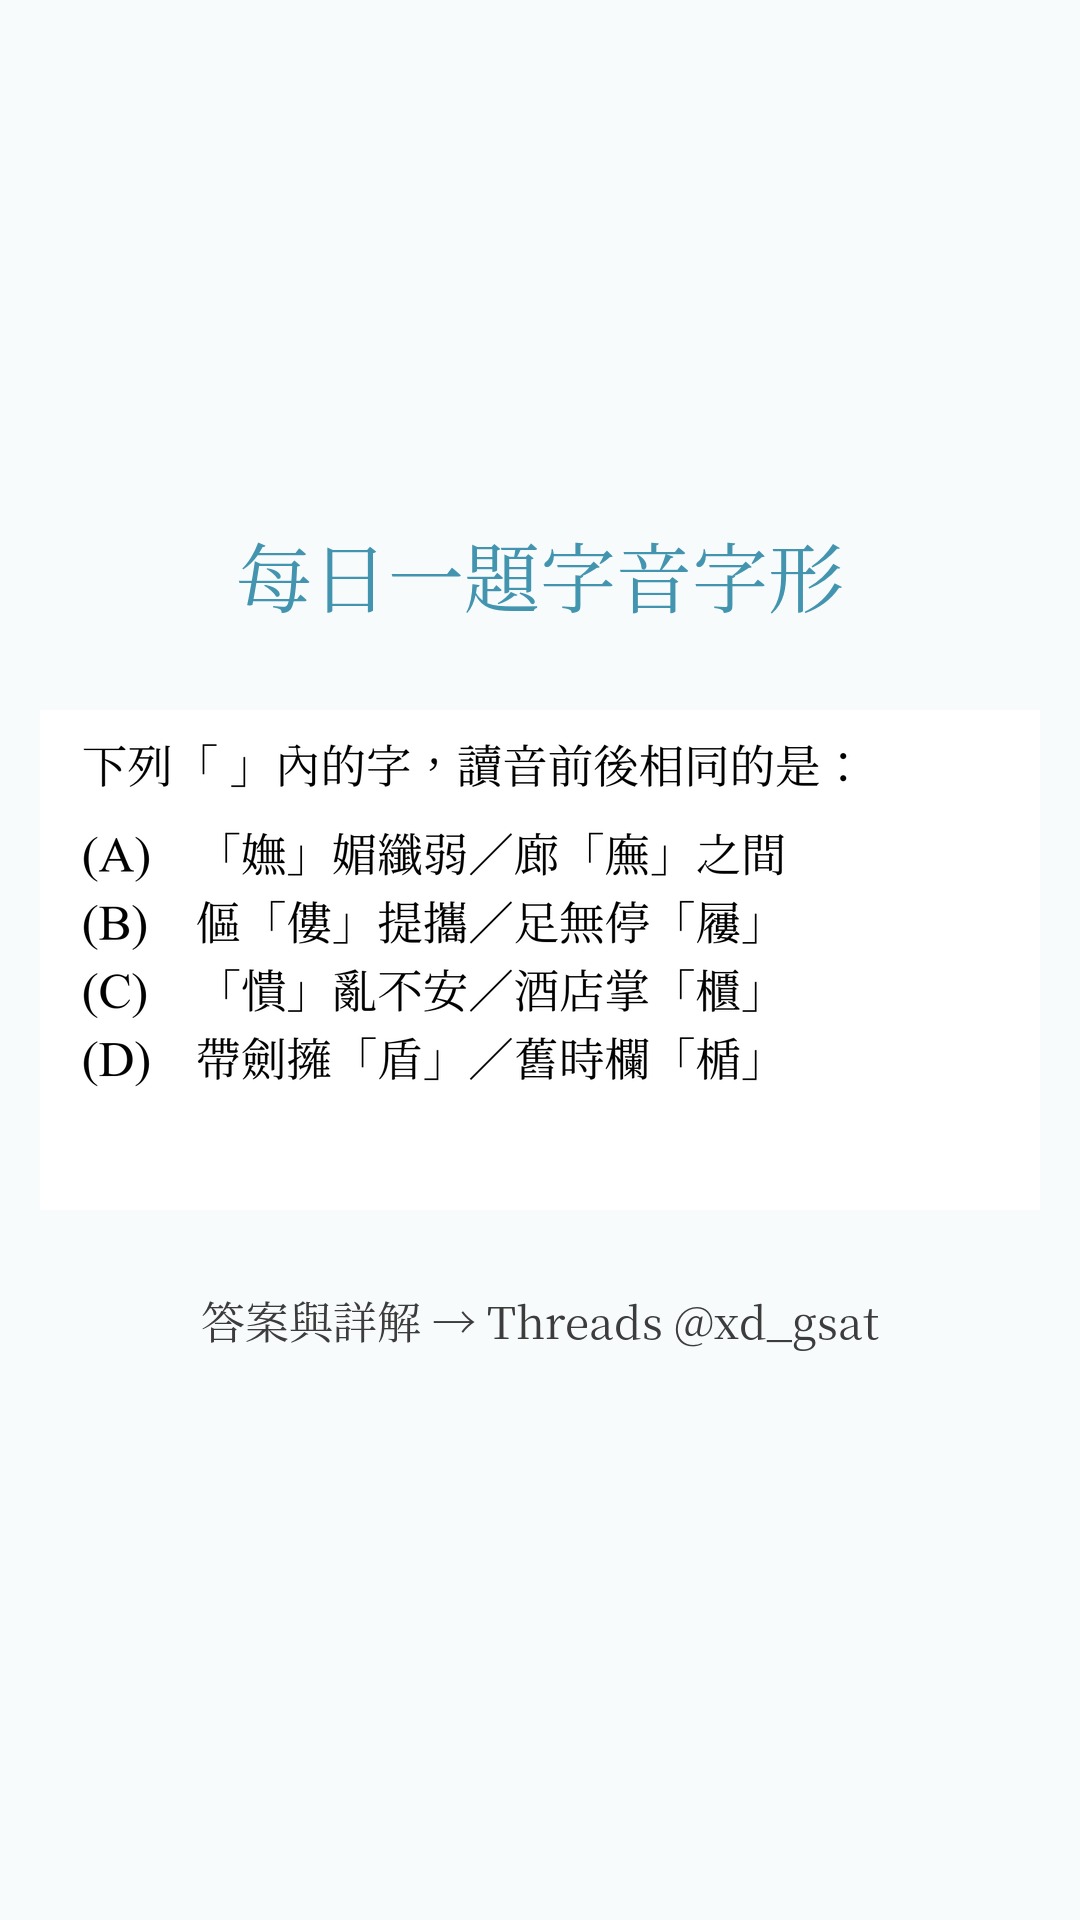 每日一題字音字形
下列「 」內的字，讀音前後相同的是：
(A) 「嫵」媚纖弱／廊「廡」之間
(B) 傴「僂」提攜／足無停「屨」
(C) 「憒」亂不安／酒店掌「櫃」
(D) 帶劍擁「盾」／舊時欄「楯」
答案與詳解 → Threads @xd_gsat